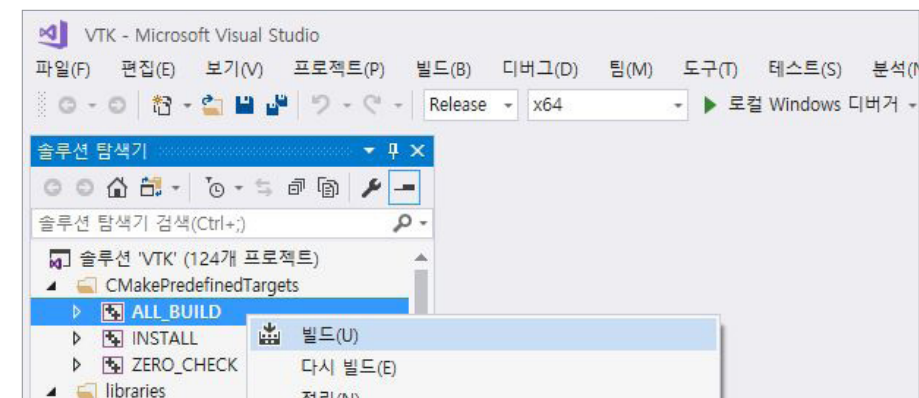 VTK - Microsoft Visual Studio
파일(F) 편집(E) 보기(V) 프로젝트(P) 빌드(B) 디버그(D) 팀(M) 도구(T) 테스트(S) 분석(N
Release x64 로컬 Windows 디버거
솔루션 탐색기
솔루션 탐색기 검색(Ctrl+;)
솔루션 'VTK' (124개 프로젝트)
CMakePredefinedTargets
ALL_BUILD
INSTALL 빌드(U)
ZERO_CHECK 다시 빌드(E)
libraries